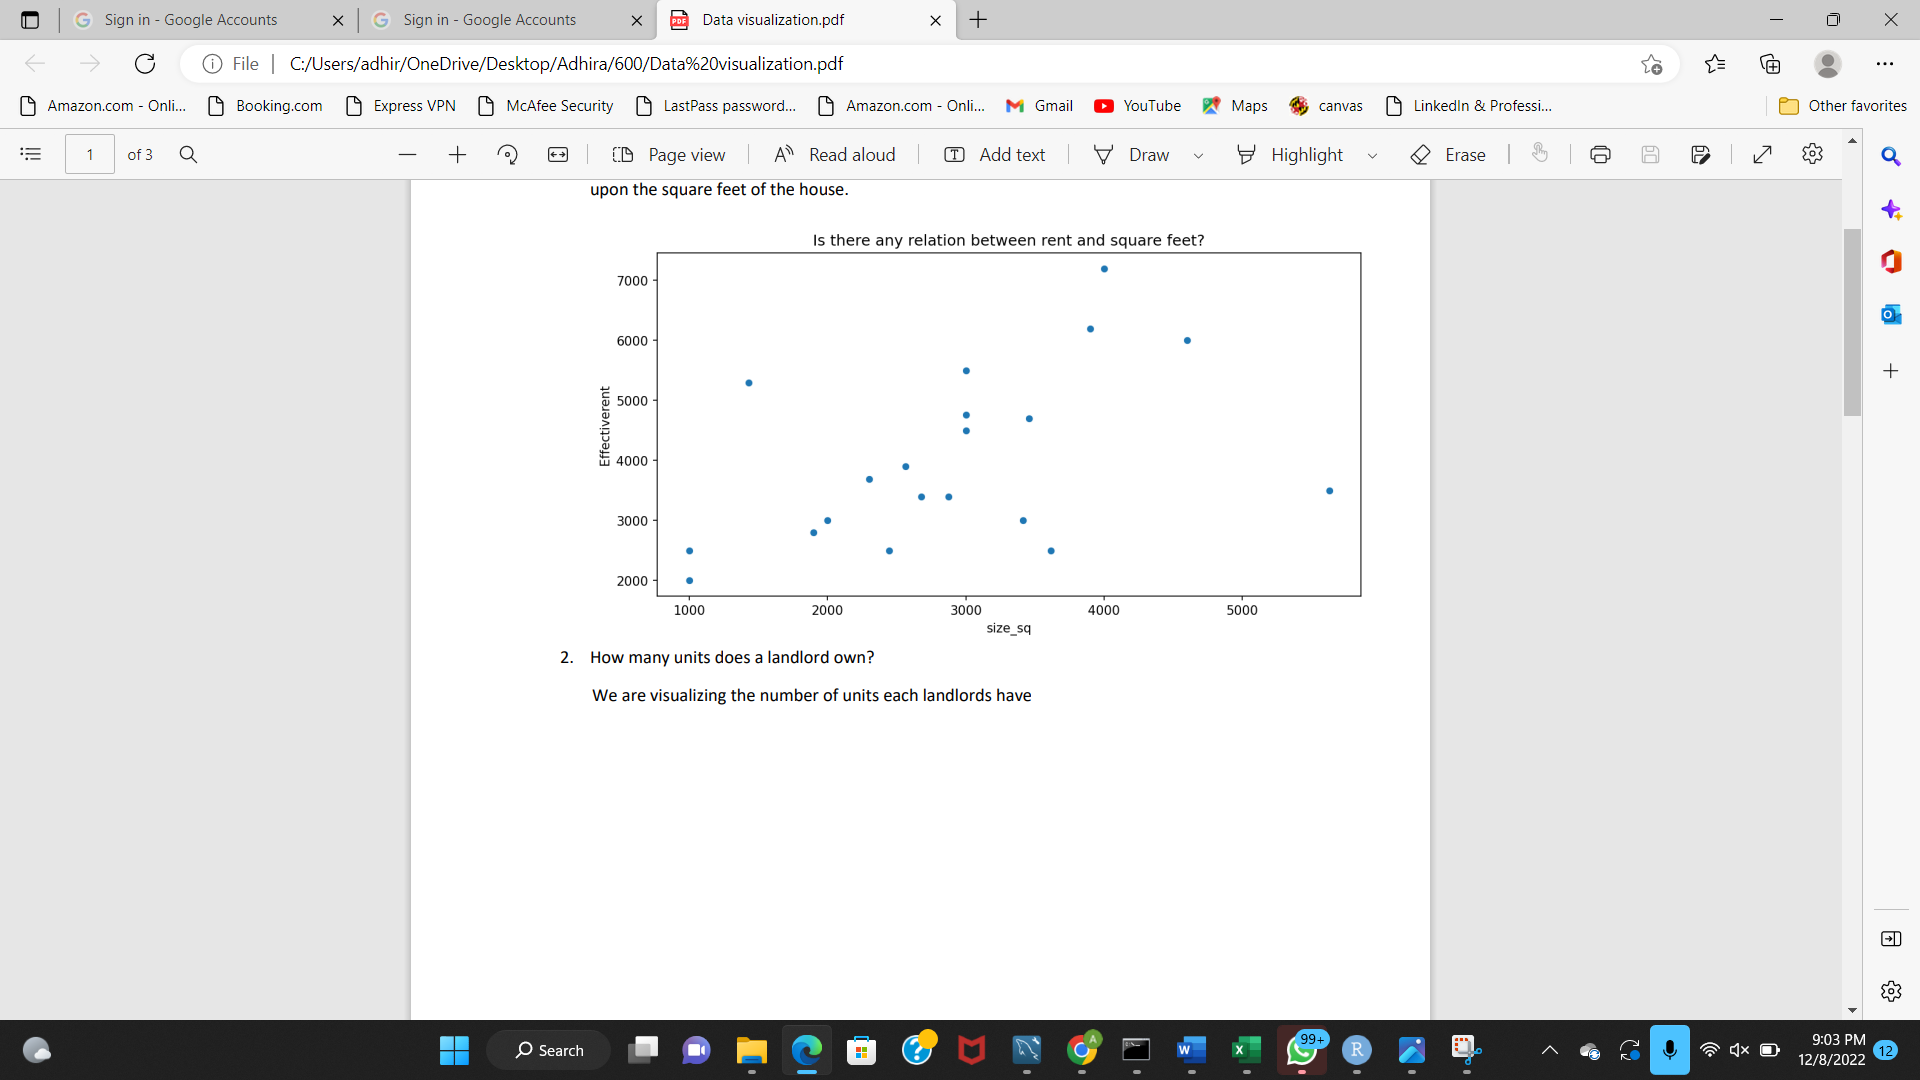 Sign in - Google Accounts
Sign in - Google Accounts
PDF
Data visualization.pdf
File
C:/Users/adhir/OneDrive/Desktop/Adhira/600/Data%20visualization.pdf
Amazon.com - Onli...
Booking.com
Express VPN
McAfee Security
LastPass password...
Amazon.com - Onli...
Gmail
YouTube
Maps
canvas
LinkedIn & Professi...
Other favorites
1
of 3
Page view
Read aloud
Add text
Draw
Highlight
Erase
upon the square feet of the house.
Is there any relation between rent and square feet?
7000
6000
5000
4000
3000
2000
Effectiverent
1000 2000 3000 4000 5000
size_sq
2. How many units does a landlord own?
We are visualizing the number of units each landlords have
Search
A
99+
R
9:03 PM
12/8/2022
12